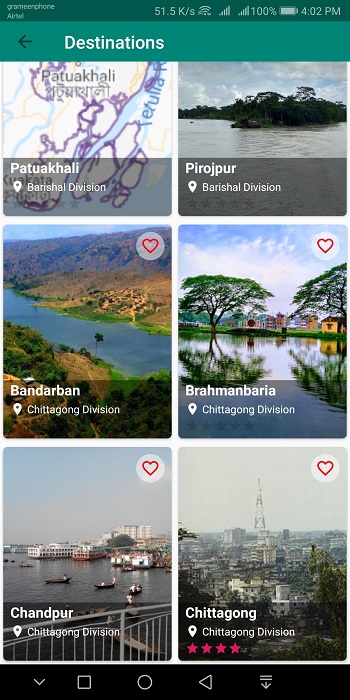 grameenphone
Airtel
51.5 K/s 100% 4:02 PM
Destinations
Patuakhali
পটুয়াখালী
Kuakata
Patuakhali
Barishal Division
Pirojpur
Barishal Division
Bandarban
Chittagong Division
Brahmanbaria
Chittagong Division
Chandpur
Chittagong Division
Chittagong
Chittagong Division